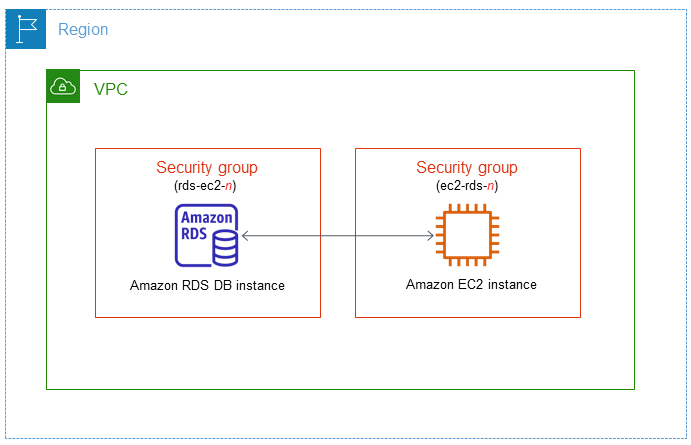 Region
VPC
Security group
(rds-ec2-n)
Amazon
RDS
Amazon RDS DB instance
Security group
(ec2-rds-n)
Amazon EC2 instance